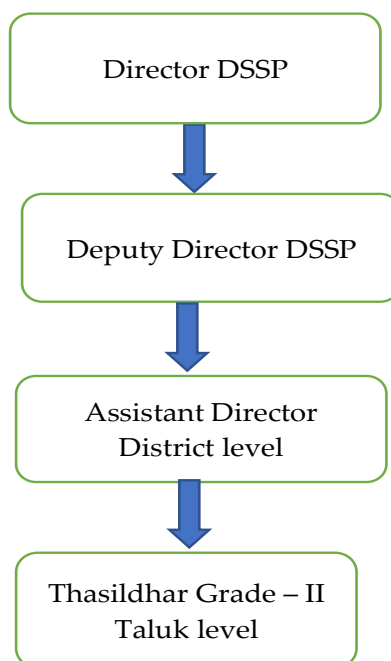 Director DSSP
Deputy Director DSSP
Assistant Director
District level
Thasildhar Grade – II
Taluk level